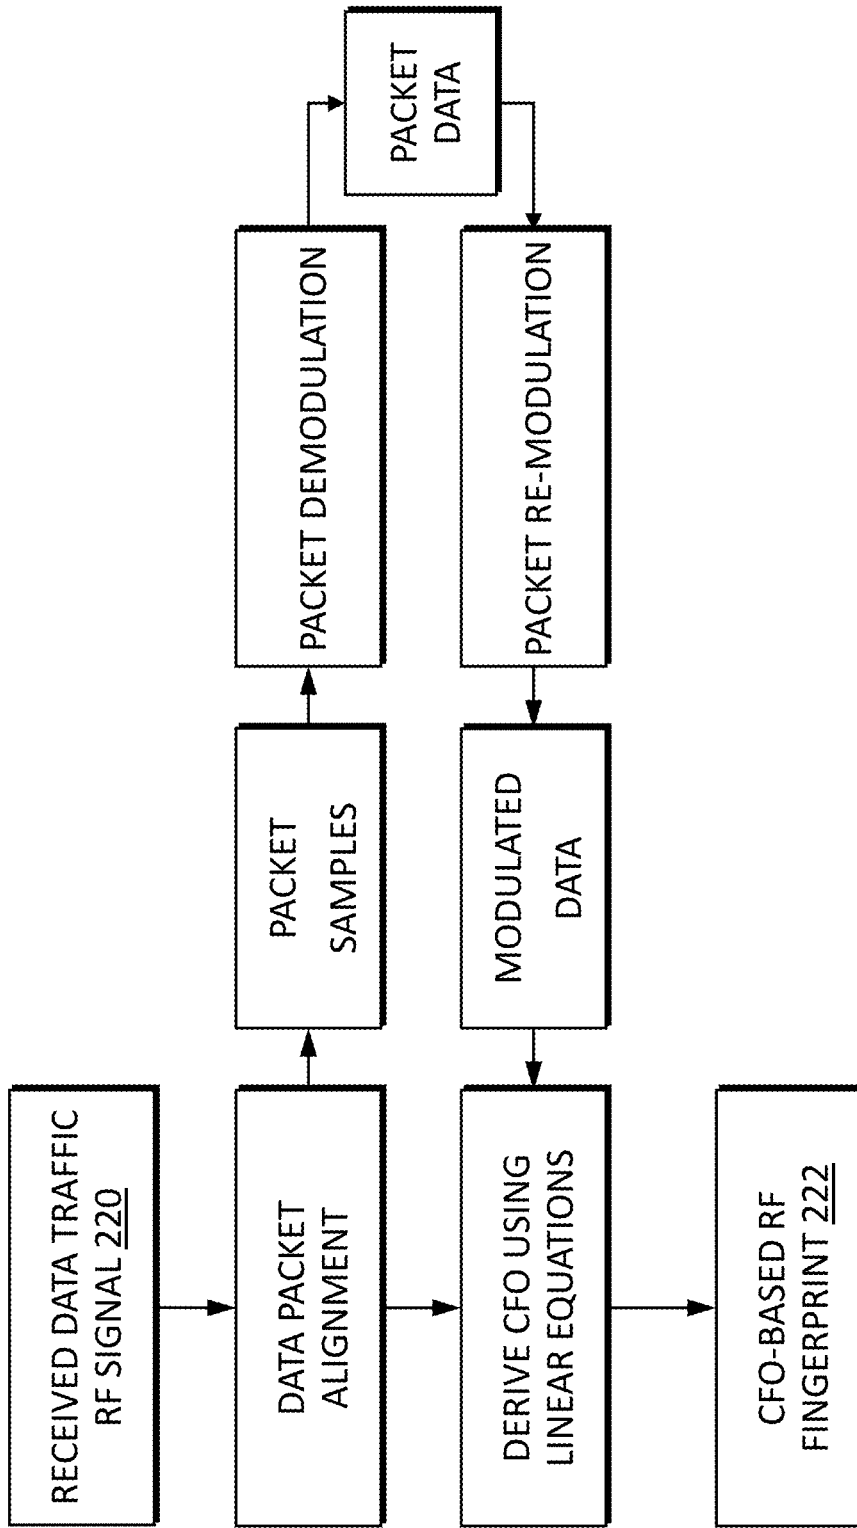 RECEIVED DATA TRAFFIC
RF SIGNAL 220
DATA PACKET
ALIGNMENT
PACKET
SAMPLES
PACKET DEMODULATION
PACKET
DATA
PACKET RE-MODULATION
MODULATED
DATA
DERIVE CFO USING
LINEAR EQUATIONS
CFO-BASED RF
FINGERPRINT 222